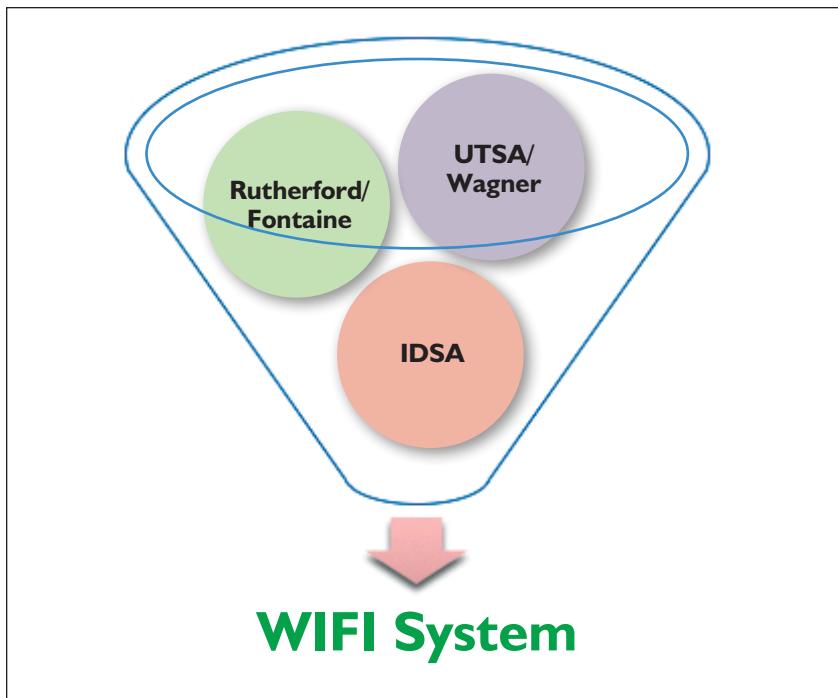 Rutherford/
Fontaine
UTSA/
Wagner
IDSA
WIFI System